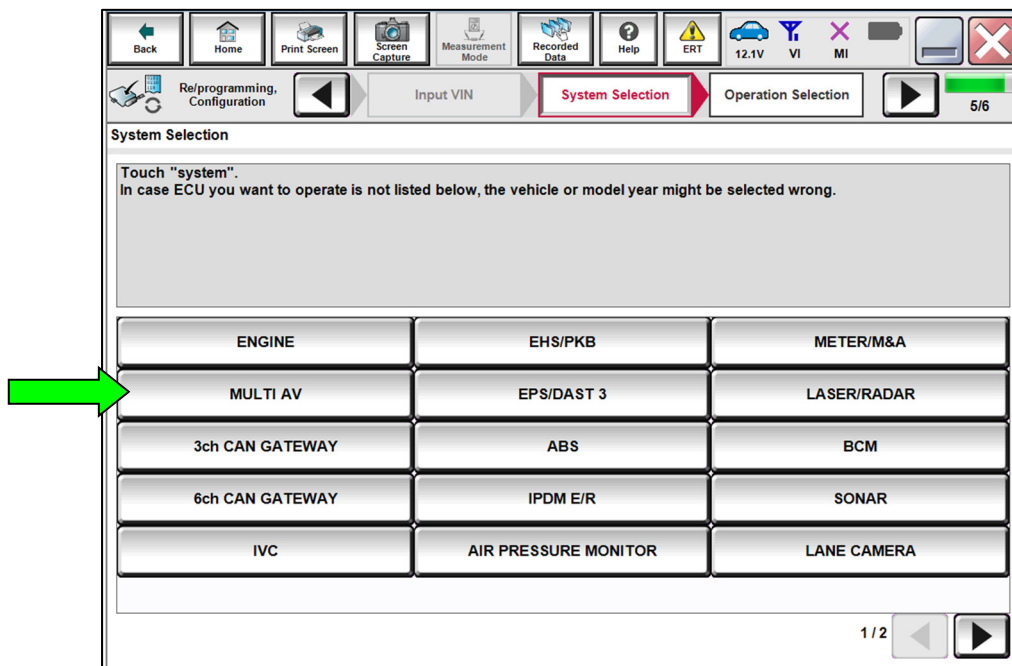 Back
Home
Print Screen
Screen
Capture
Measurement
Mode
Recorded
Data
Help
ERT
12.1V
VI
MI
Re/programming,
Configuration
Input VIN
System Selection
Operation Selection
5/6
System Selection
Touch "system".
In case ECU you want to operate is not listed below, the vehicle or model year might be selected wrong.
ENGINE
EHS/PKB
METER/M&A
MULTI AV
EPS/DAST 3
LASER/RADAR
3ch CAN GATEWAY
ABS
BCM
6ch CAN GATEWAY
IPDM E/R
SONAR
IVC
AIR PRESSURE MONITOR
LANE CAMERA
1 / 2